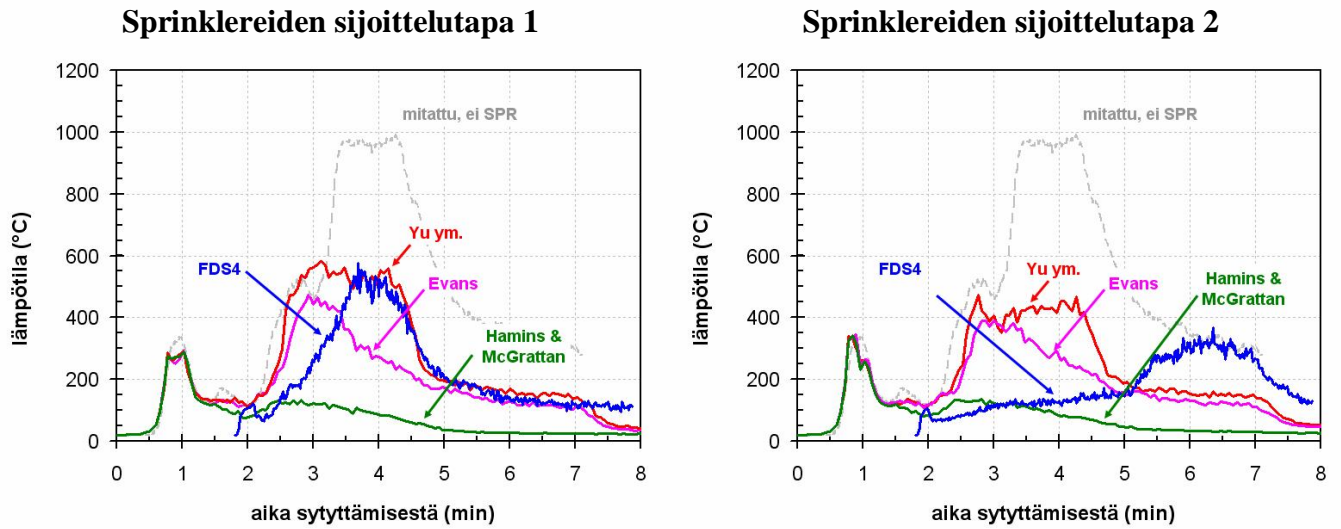 Sprinklereiden sijoittelutapa 1
1200
1000
800
600
400
200
0
lämpötila (°C)
mitattu, ei SPR
Yu ym.
FDS4
Evans
Hamins &
McGrattan
0 1 2 3 4 5 6 7 8
aika sytyttämisestä (min)
Sprinklereiden sijoittelutapa 2
1200
1000
800
600
400
200
0
lämpötila (°C)
mitattu, ei SPR
FDS4
Yu ym.
Evans
Hamins &
McGrattan
0 1 2 3 4 5 6 7 8
aika sytyttämisestä (min)